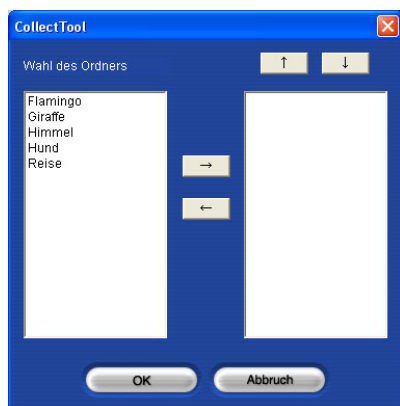 CollectTool
Wahl des Ordners
↑ ↓
Flamingo
Giraffe
Himmel
Hund
Reise
→
←
OK Abbruch